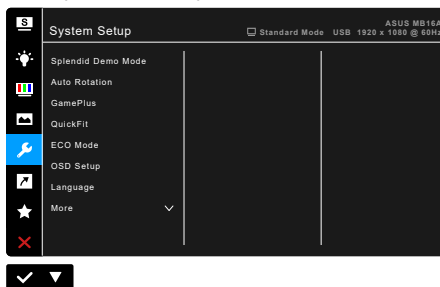 S
System Setup
ASUS MB16A
Standard Mode USB 1920 x 1080 @ 60Hz
Splendid Demo Mode
Auto Rotation
GamePlus
QuickFit
ECO Mode
OSD Setup
Language
More